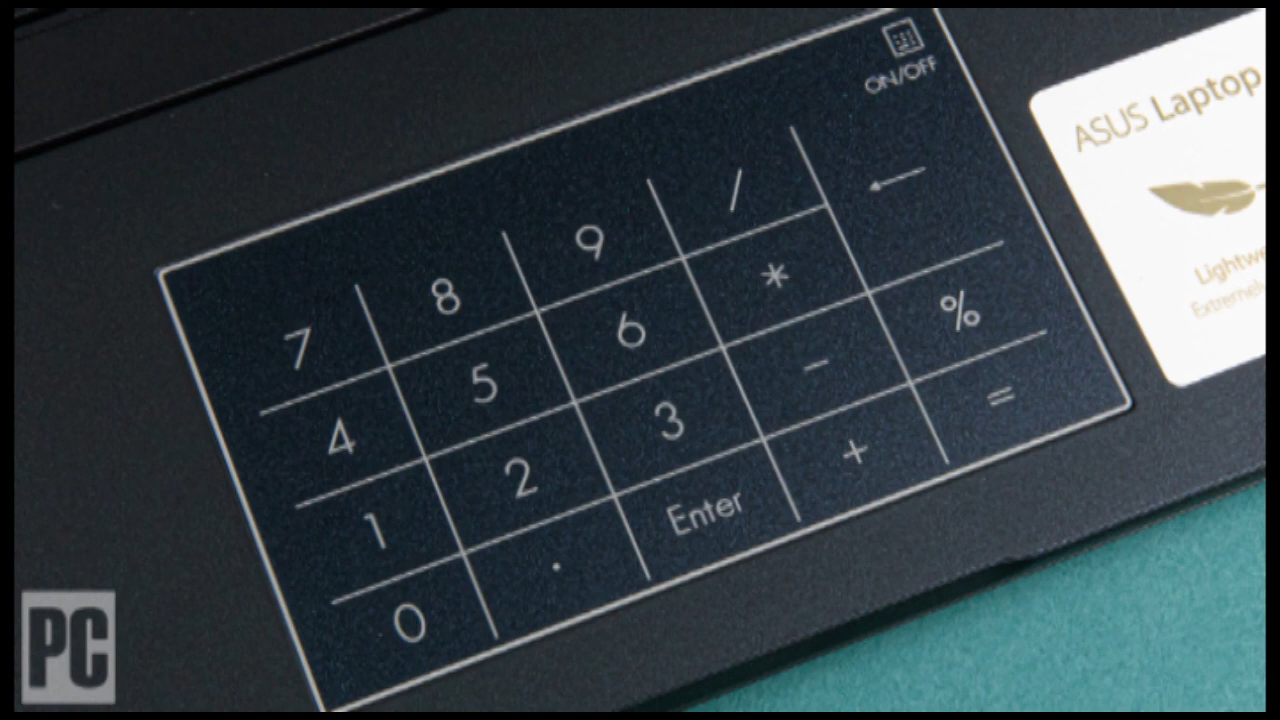 ON/OFF
7 8 9 / ←
4 5 6 * %
1 2 3 - =
0 . Enter +
ASUS Laptop
PC